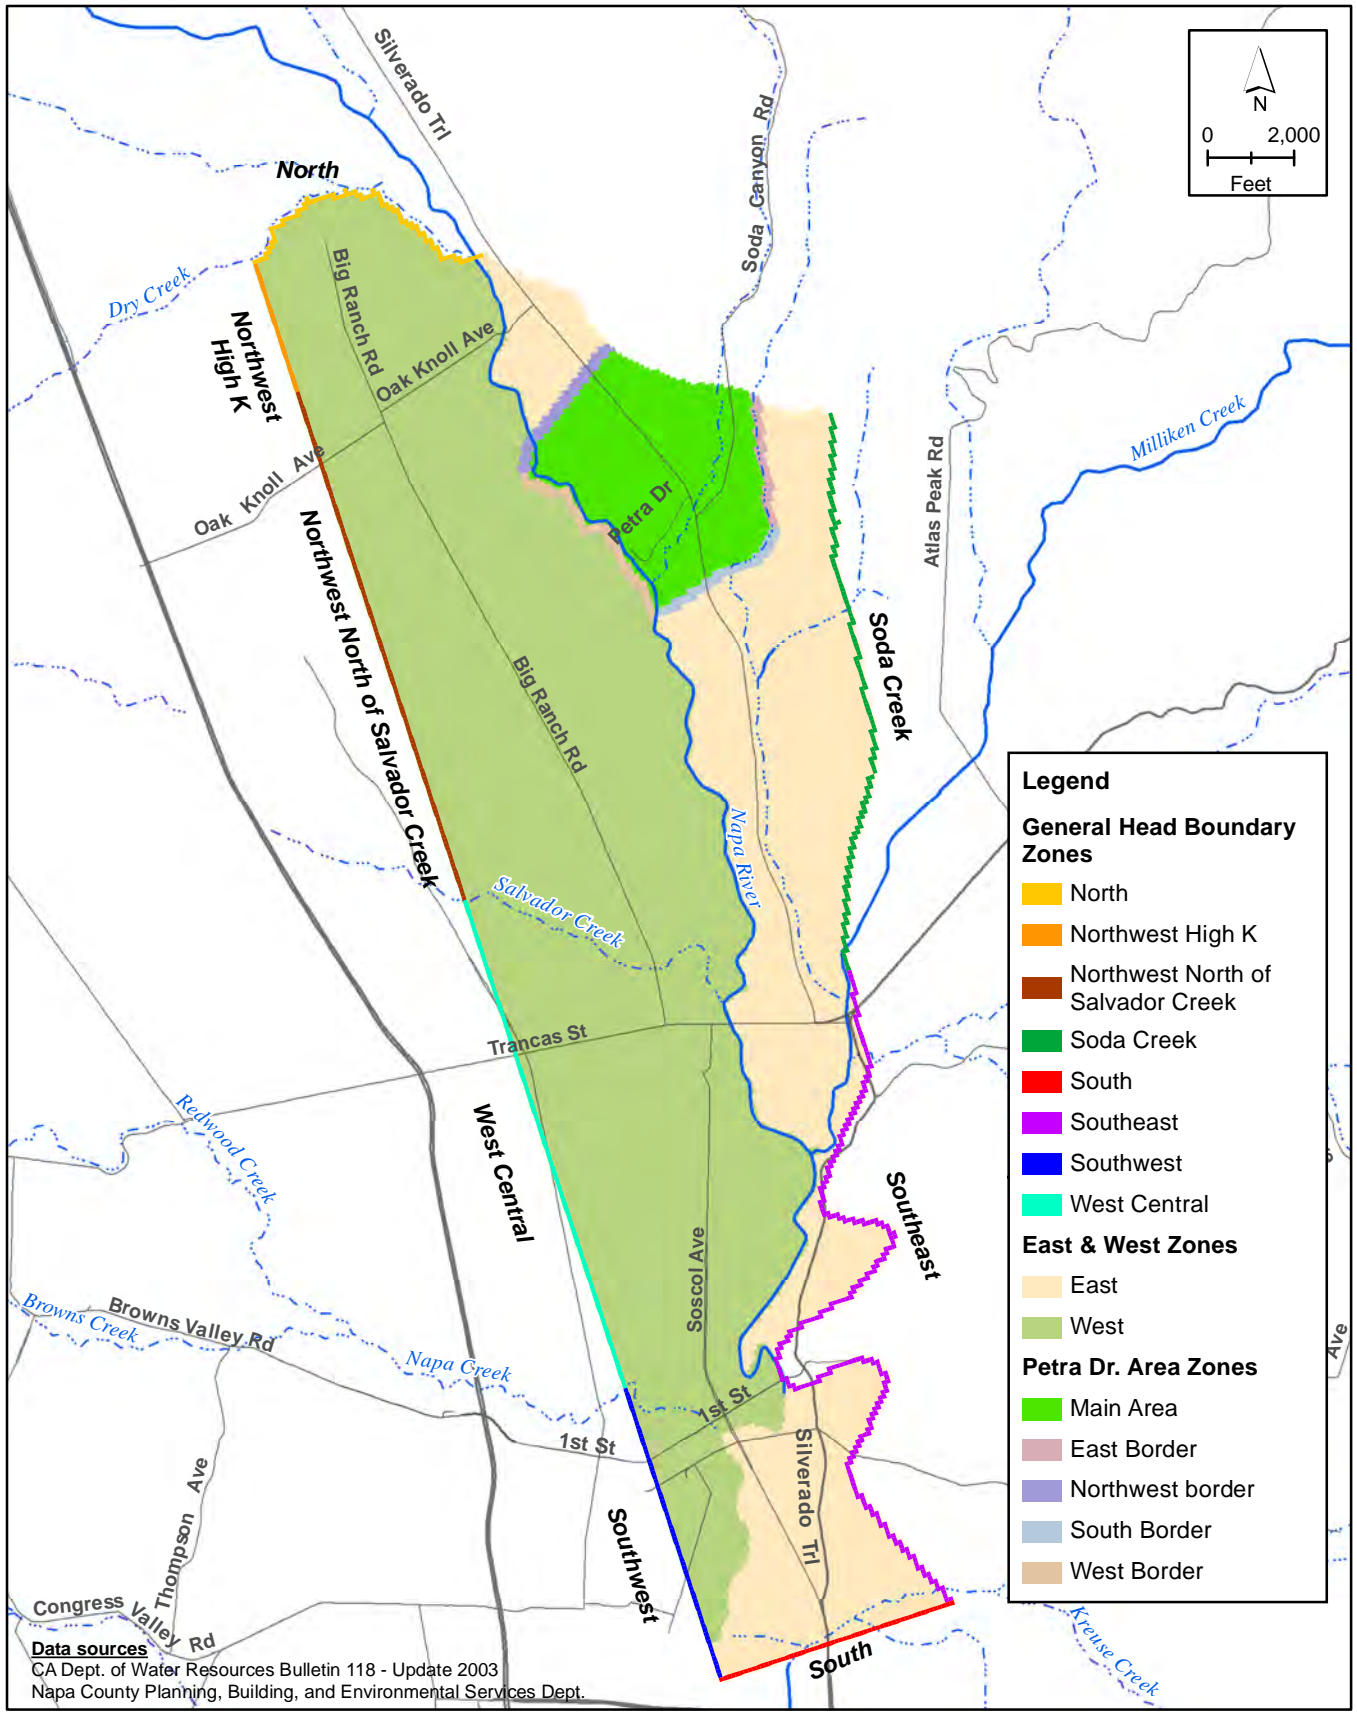 Silverado Trl
Soda Canyon Rd
N
0 2,000
Feet
North
Dry Creek
Big Ranch Rd
Northwest
High K
Oak Knoll Ave
Oak Knoll Ave
Milliken Creek
Atlas Peak Rd
Petra Dr
Northwest North of Salvador Creek
Soda Creek
Big Ranch Rd
Napa River
Salvador Creek
Trancas St
Redwood Creek
West Central
Southeast
Soscol Ave
Browns Creek
Browns Valley Rd
Napa Creek
1st St
1st St
Silverado Trl
Thompson Ave
Southwest
Congress Valley Rd
South
Kreuse Creek
Ave
Legend
General Head Boundary
Zones
North
Northwest High K
Northwest North of
Salvador Creek
Soda Creek
South
Southeast
Southwest
West Central
East & West Zones
East
West
Petra Dr. Area Zones
Main Area
East Border
Northwest border
South Border
West Border
Data sources
CA Dept. of Water Resources Bulletin 118 - Update 2003
Napa County Planning, Building, and Environmental Services Dept.